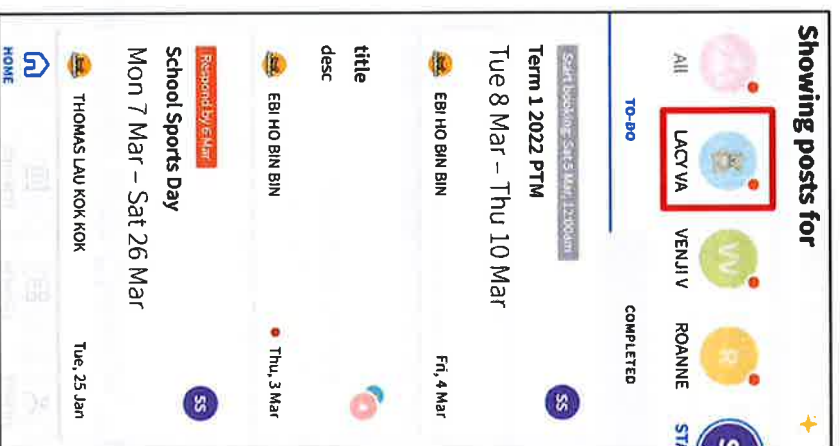 Showing posts for
All
LACY VA
VENJI V
ROANNE
STA
VV
R
TO-DO
COMPLETED
Start booking: Sat 5 Mar, 12:00am
Term 1 2022 PTM
Tue 8 Mar – Thu 10 Mar
SS
EBI HO BIN BIN
Fri, 4 Mar
title
desc
EBI HO BIN BIN
Thu, 3 Mar
Respond by 6 Mar
School Sports Day
Mon 7 Mar – Sat 26 Mar
SS
THOMAS LAU KOK KOK
Tue, 25 Jan
HOME